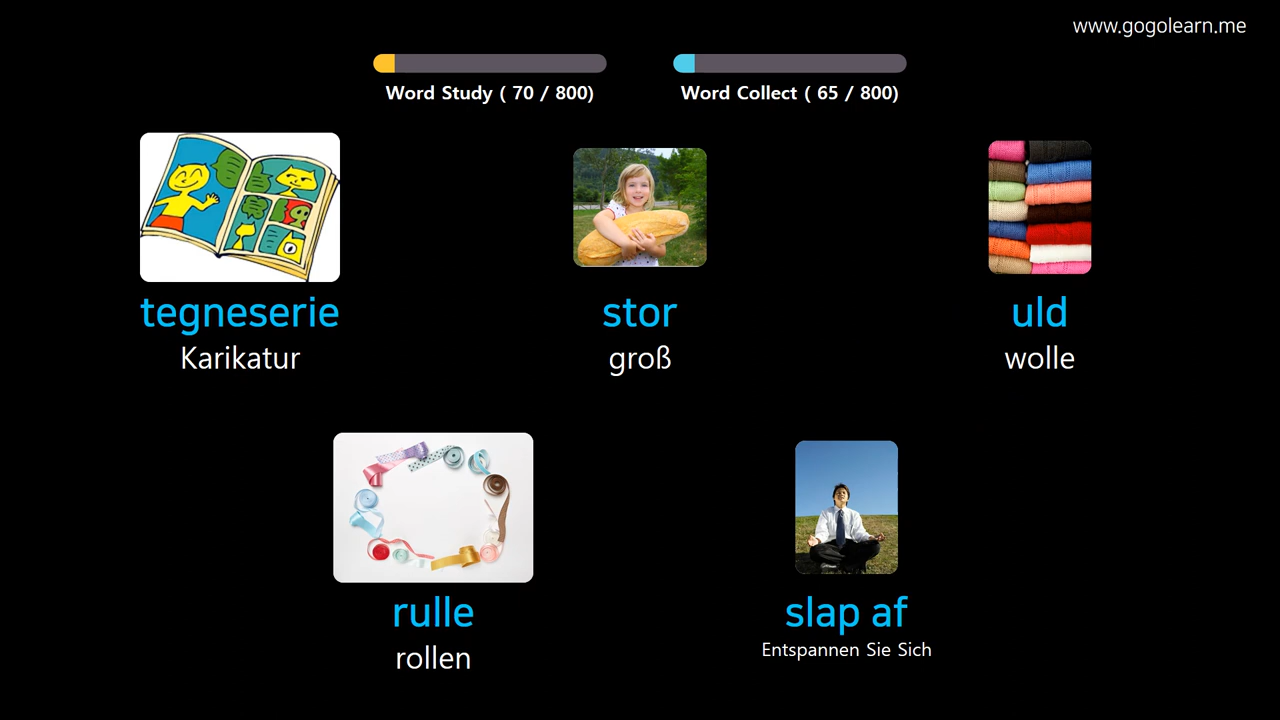 www.gogolearn.me
Word Study ( 70 / 800)
Word Collect ( 65 / 800)
tegneserie
Karikatur
stor
groß
uld
wolle
rulle
rollen
slap af
Entspannen Sie Sich